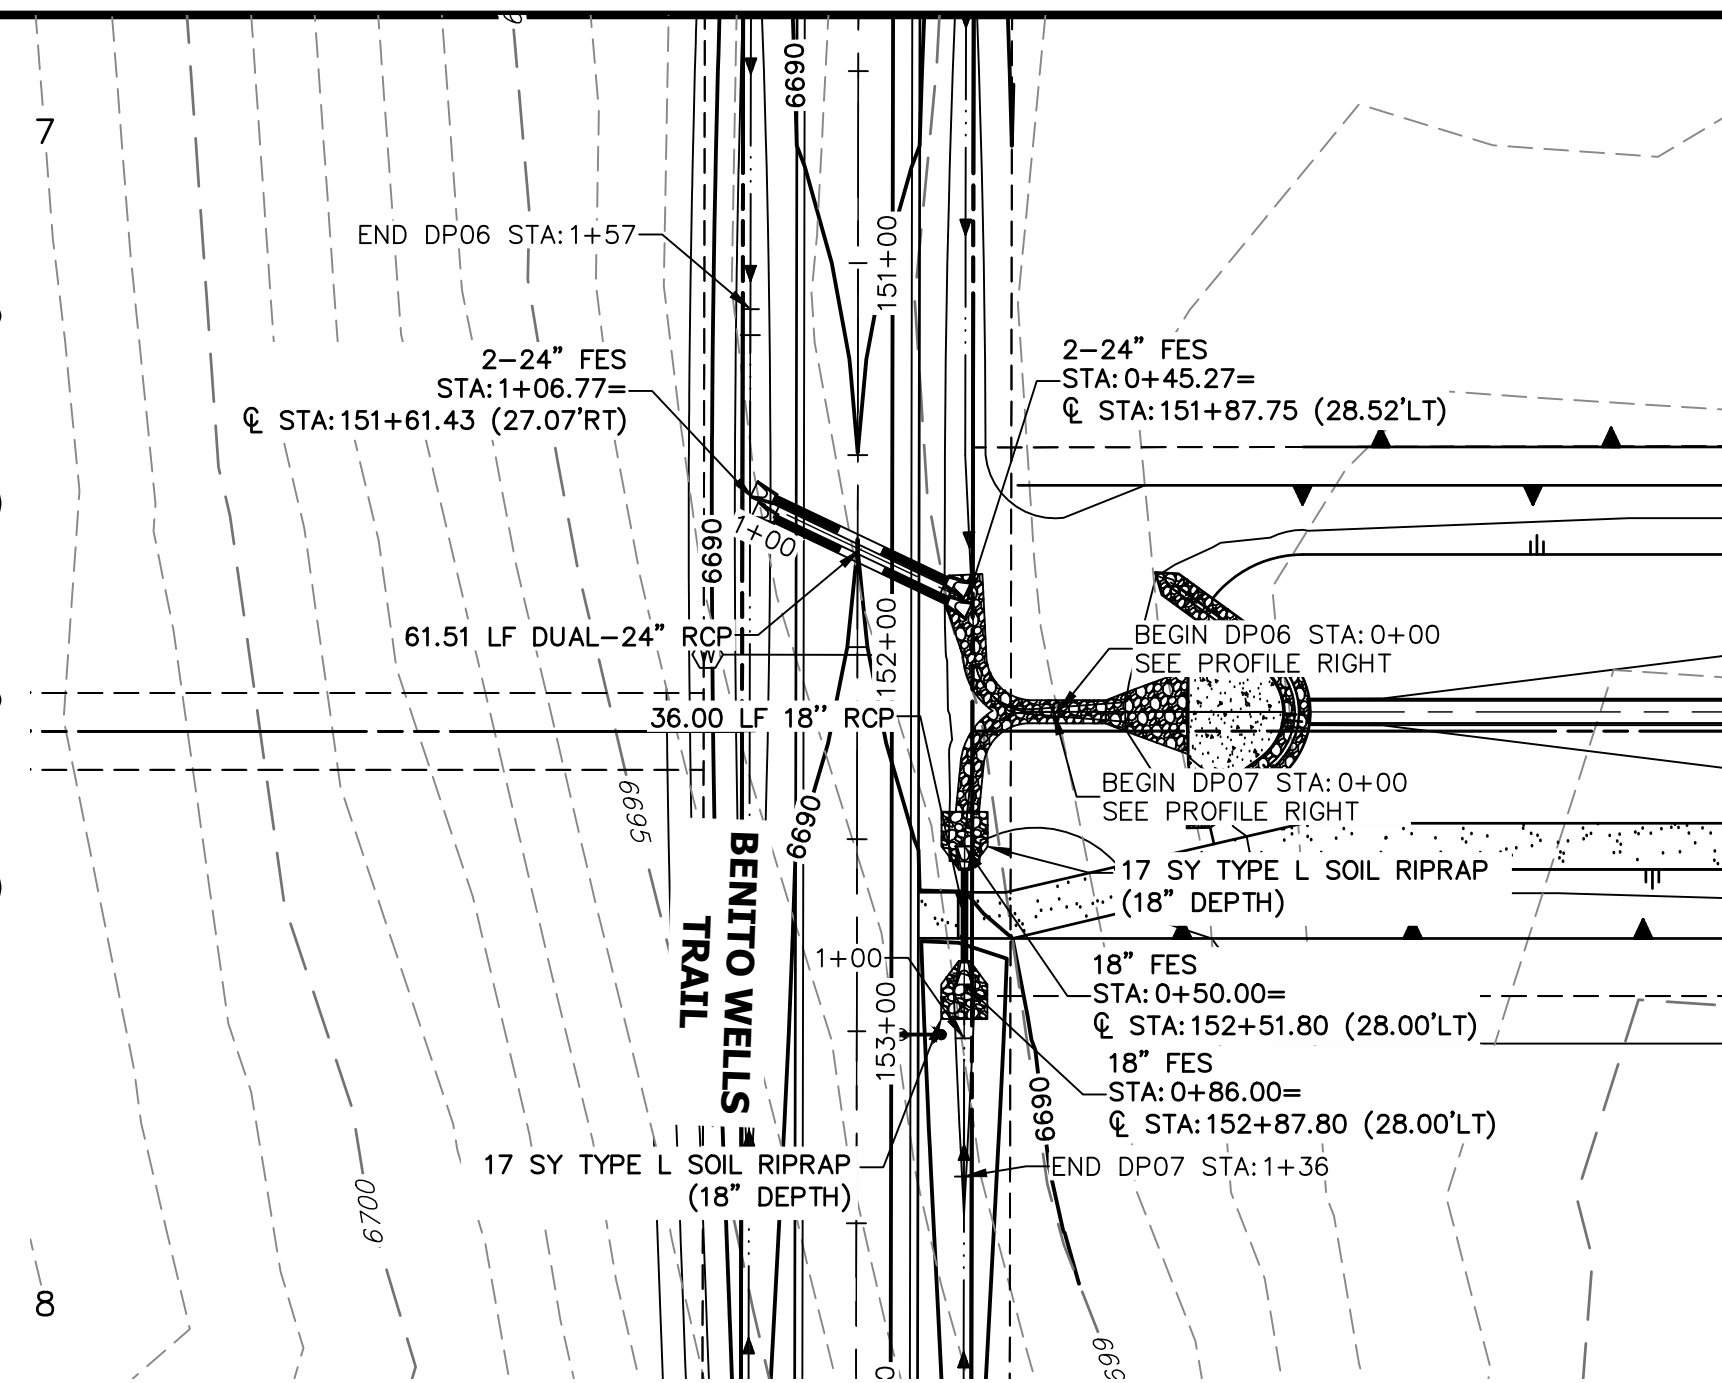 6690
7
151+00
END DP06 STA:1+57
2-24" FES
STA:1+06.77=
℄ STA:151+61.43 (27.07'RT)
2-24" FES
STA:0+45.27=
℄ STA:151+87.75 (28.52'LT)
6690
1+00
61.51 LF DUAL-24" RCP
152+00
BEGIN DP06 STA:0+00
SEE PROFILE RIGHT
36.00 LF 18" RCP
6695
6690
BEGIN DP07 STA:0+00
SEE PROFILE RIGHT
BENITO WELLS
TRAIL
17 SY TYPE L SOIL RIPRAP
(18" DEPTH)
1+00
153+00
18" FES
STA:0+50.00=
℄ STA:152+51.80 (28.00'LT)
18" FES
STA:0+86.00=
℄ STA:152+87.80 (28.00'LT)
6690
17 SY TYPE L SOIL RIPRAP
(18" DEPTH)
END DP07 STA:1+36
6700
8